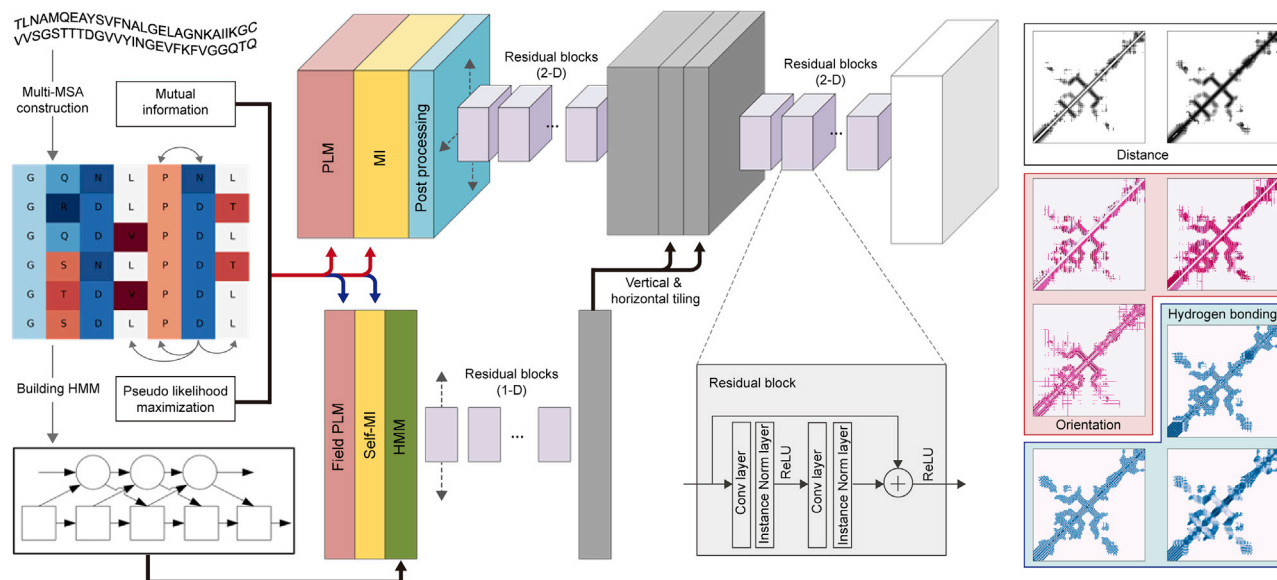 TLNAMQEAYSVFNALGELAGNKAIIKGC
VVSGSTTTDGVVYINGEVFKFVGGQTQ
Multi-MSA
construction
Mutual
information
G Q N L P N L
G R D L P D T
G Q D V P D L
G S N L P D T
G T D V P D L
G S D L P D L
Building HMM
Pseudo likelihood
maximization
PLM
MI
Post processing
Residual blocks
(2-D)
...
Field PLM
Self-MI
HMM
Residual blocks
(1-D)
...
Vertical &
horizontal tiling
Residual blocks
(2-D)
...
Residual block
Conv layer
Instance Norm layer
ReLU
Conv layer
Instance Norm layer
+
ReLU
Distance
Orientation
Hydrogen bonding